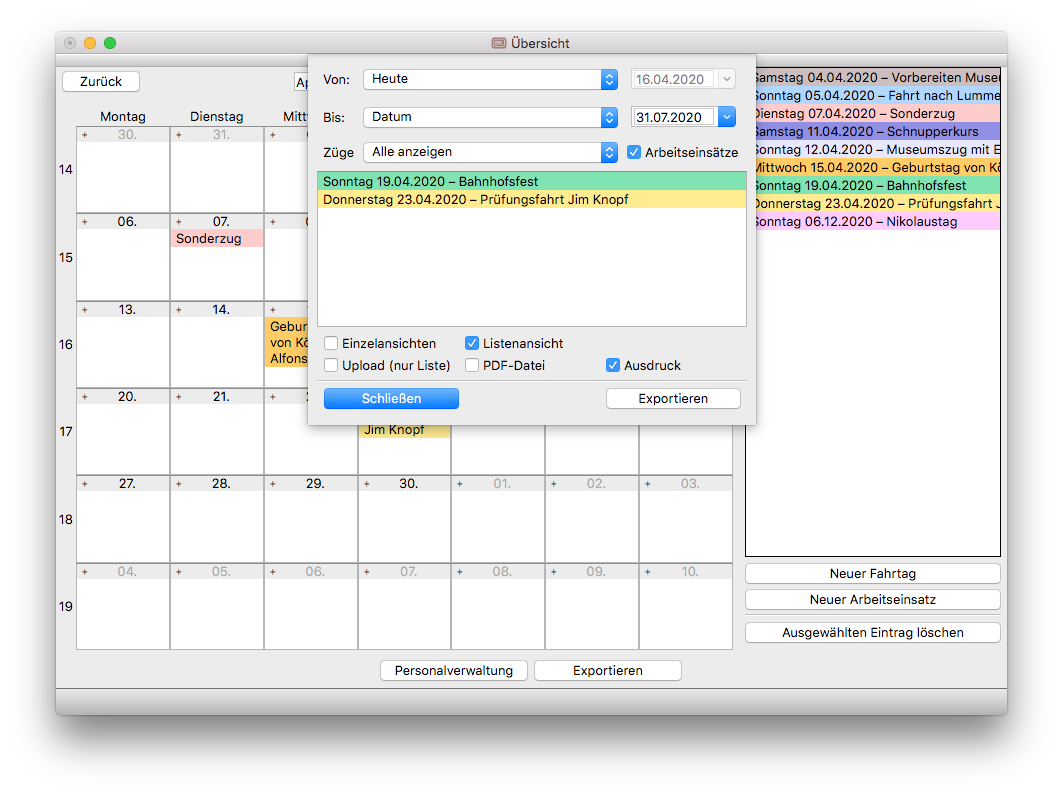 Übersicht
Zurück
Ap
Montag Dienstag Mitt
14
+ 30. + 31. +
15
+ 06. + 07. +
Sonderzug
16
+ 13. + 14. +
Gebur
von Kö
Alfons
17
+ 20. + 21. +
Jim Knopf
18
+ 27. + 28. + 29. + 30. + 01. + 02. + 03.
19
+ 04. + 05. + 06. + 07. + 08. + 09. + 10.
Von: Heute 16.04.2020
Bis: Datum 31.07.2020
Züge Alle anzeigen Arbeitseinsätze
Sonntag 19.04.2020 – Bahnhofsfest
Donnerstag 23.04.2020 – Prüfungsfahrt Jim Knopf
Einzelansichten Listenansicht
Upload (nur Liste) PDF-Datei Ausdruck
Schließen Exportieren
Samstag 04.04.2020 – Vorbereiten Museu
Sonntag 05.04.2020 – Fahrt nach Lumme
Dienstag 07.04.2020 – Sonderzug
Samstag 11.04.2020 – Schnupperkurs
Sonntag 12.04.2020 – Museumszug mit E
Mittwoch 15.04.2020 – Geburtstag von Kö
Sonntag 19.04.2020 – Bahnhofsfest
Donnerstag 23.04.2020 – Prüfungsfahrt J
Sonntag 06.12.2020 – Nikolaustag
Neuer Fahrtag
Neuer Arbeitseinsatz
Ausgewählten Eintrag löschen
Personalverwaltung Exportieren